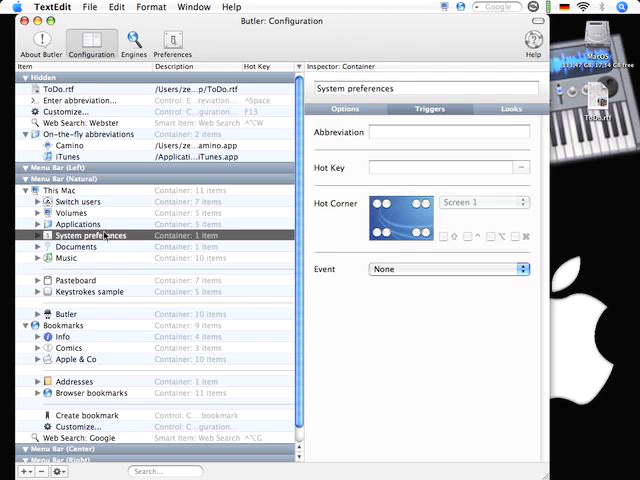 TextEdit File Edit Format Window Help Google
Butler: Configuration
About Butler Configuration Engines Preferences Help
Item Description Hot Key
Hidden
ToDo.rtf /Users/ze...p/ToDo.rtf
Enter abbreviation... Control: E...reviation... ^Space
Customize... Control: C...guration... F13
Web Search: Webster Smart Item: Web Search ^⌥W
On-the-fly abbreviations Container: 2 items
Camino /Users/ze...amino.app
iTunes /Applicati...iTunes.app
Menu Bar (Left)
Menu Bar (Natural)
This Mac Container: 11 items
Switch users Container: 5 items
Volumes Container: 5 items
Applications Container: 5 items
System preferences Container: 1 item
Documents Container: 1 item
Music Container: 5 items
Pasteboard Container: 7 items
Keystrokes sample Container: 1 items
Butler Container: 10 items
Bookmarks Container: 9 items
Info Container: 4 items
Comics Container: 3 items
Apple & Co Container: 10 items
Addresses Container: 1 item
Browser bookmarks Container: 11 items
Create bookmark Control: C... bookmark.
Customize... Control: C...guration...
Web Search: Google Smart Item: Web Search ^⌥G
Menu Bar (Center)
Menu Bar (Right)
Search...
Inspector: Container
System preferences
Options Triggers Looks
Abbreviation
Hot Key
Hot Corner Screen 1
⇧ ^ ⌥ ⌘
Event None
MacOS
ToDo.rtf